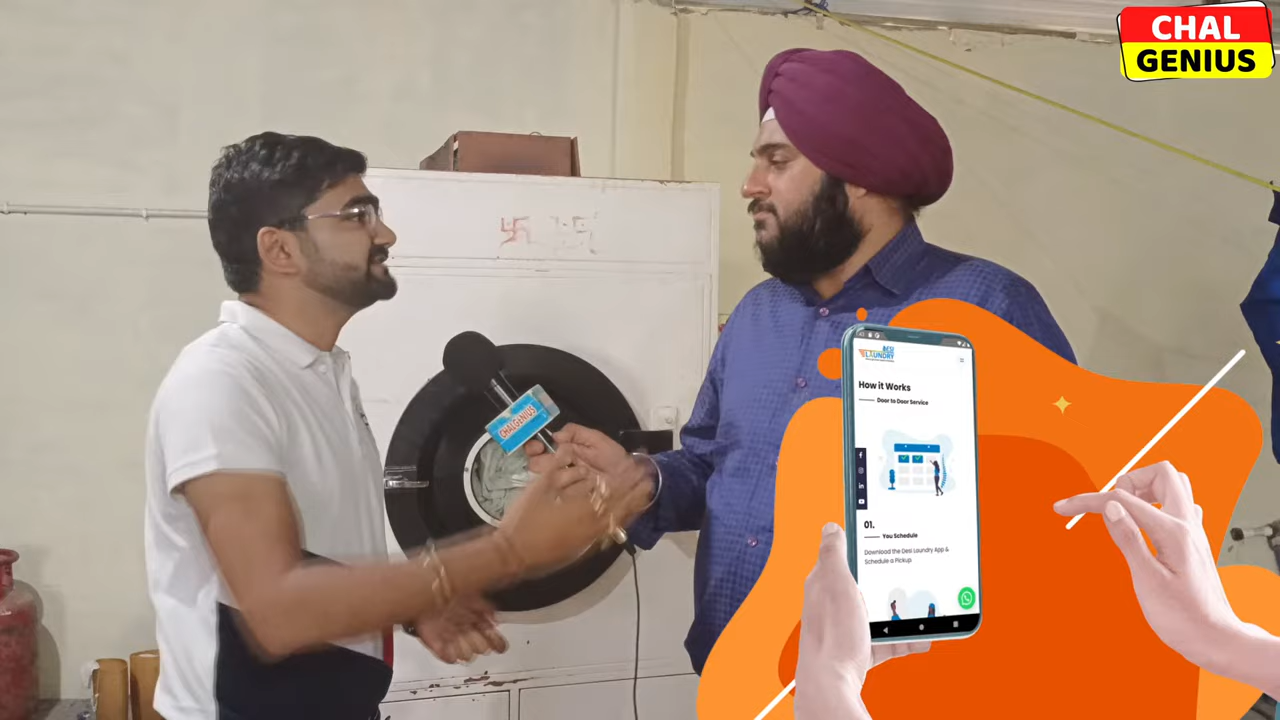 CHAL
GENIUS
CHALGENIUS
DESI
LAUNDRY
How it Works
Door to Door Service
01.
You Schedule
Download the Desi Laundry App &
Schedule a Pickup